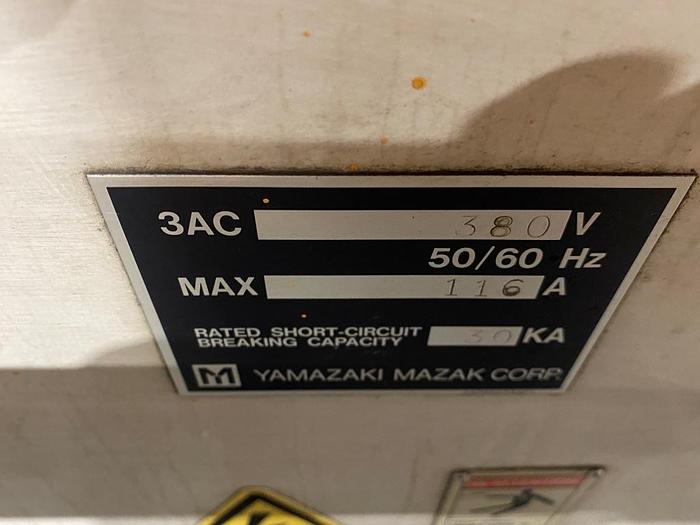 3AC 380 V
50/60 Hz
MAX 116 A
RATED SHORT-CIRCUIT
BREAKING CAPACITY 30 KA
M YAMAZAKI MAZAK CORP.